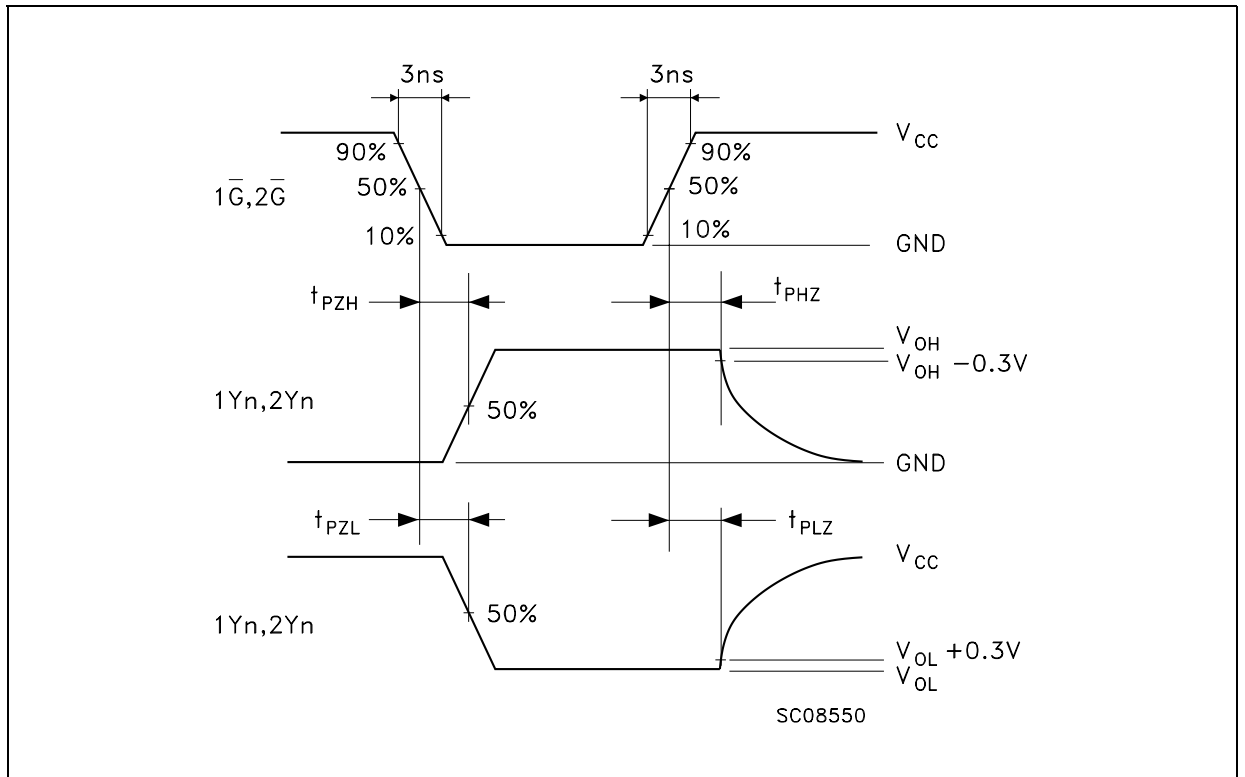 3ns 3ns
V_CC
90% 90%
1G̅,2G̅ 50% 50%
10% 10%
GND
t_PZH t_PHZ
V_OH
V_OH −0.3V
1Yn,2Yn 50%
GND
t_PZL t_PLZ
V_CC
1Yn,2Yn 50%
V_OL +0.3V
V_OL
SC08550